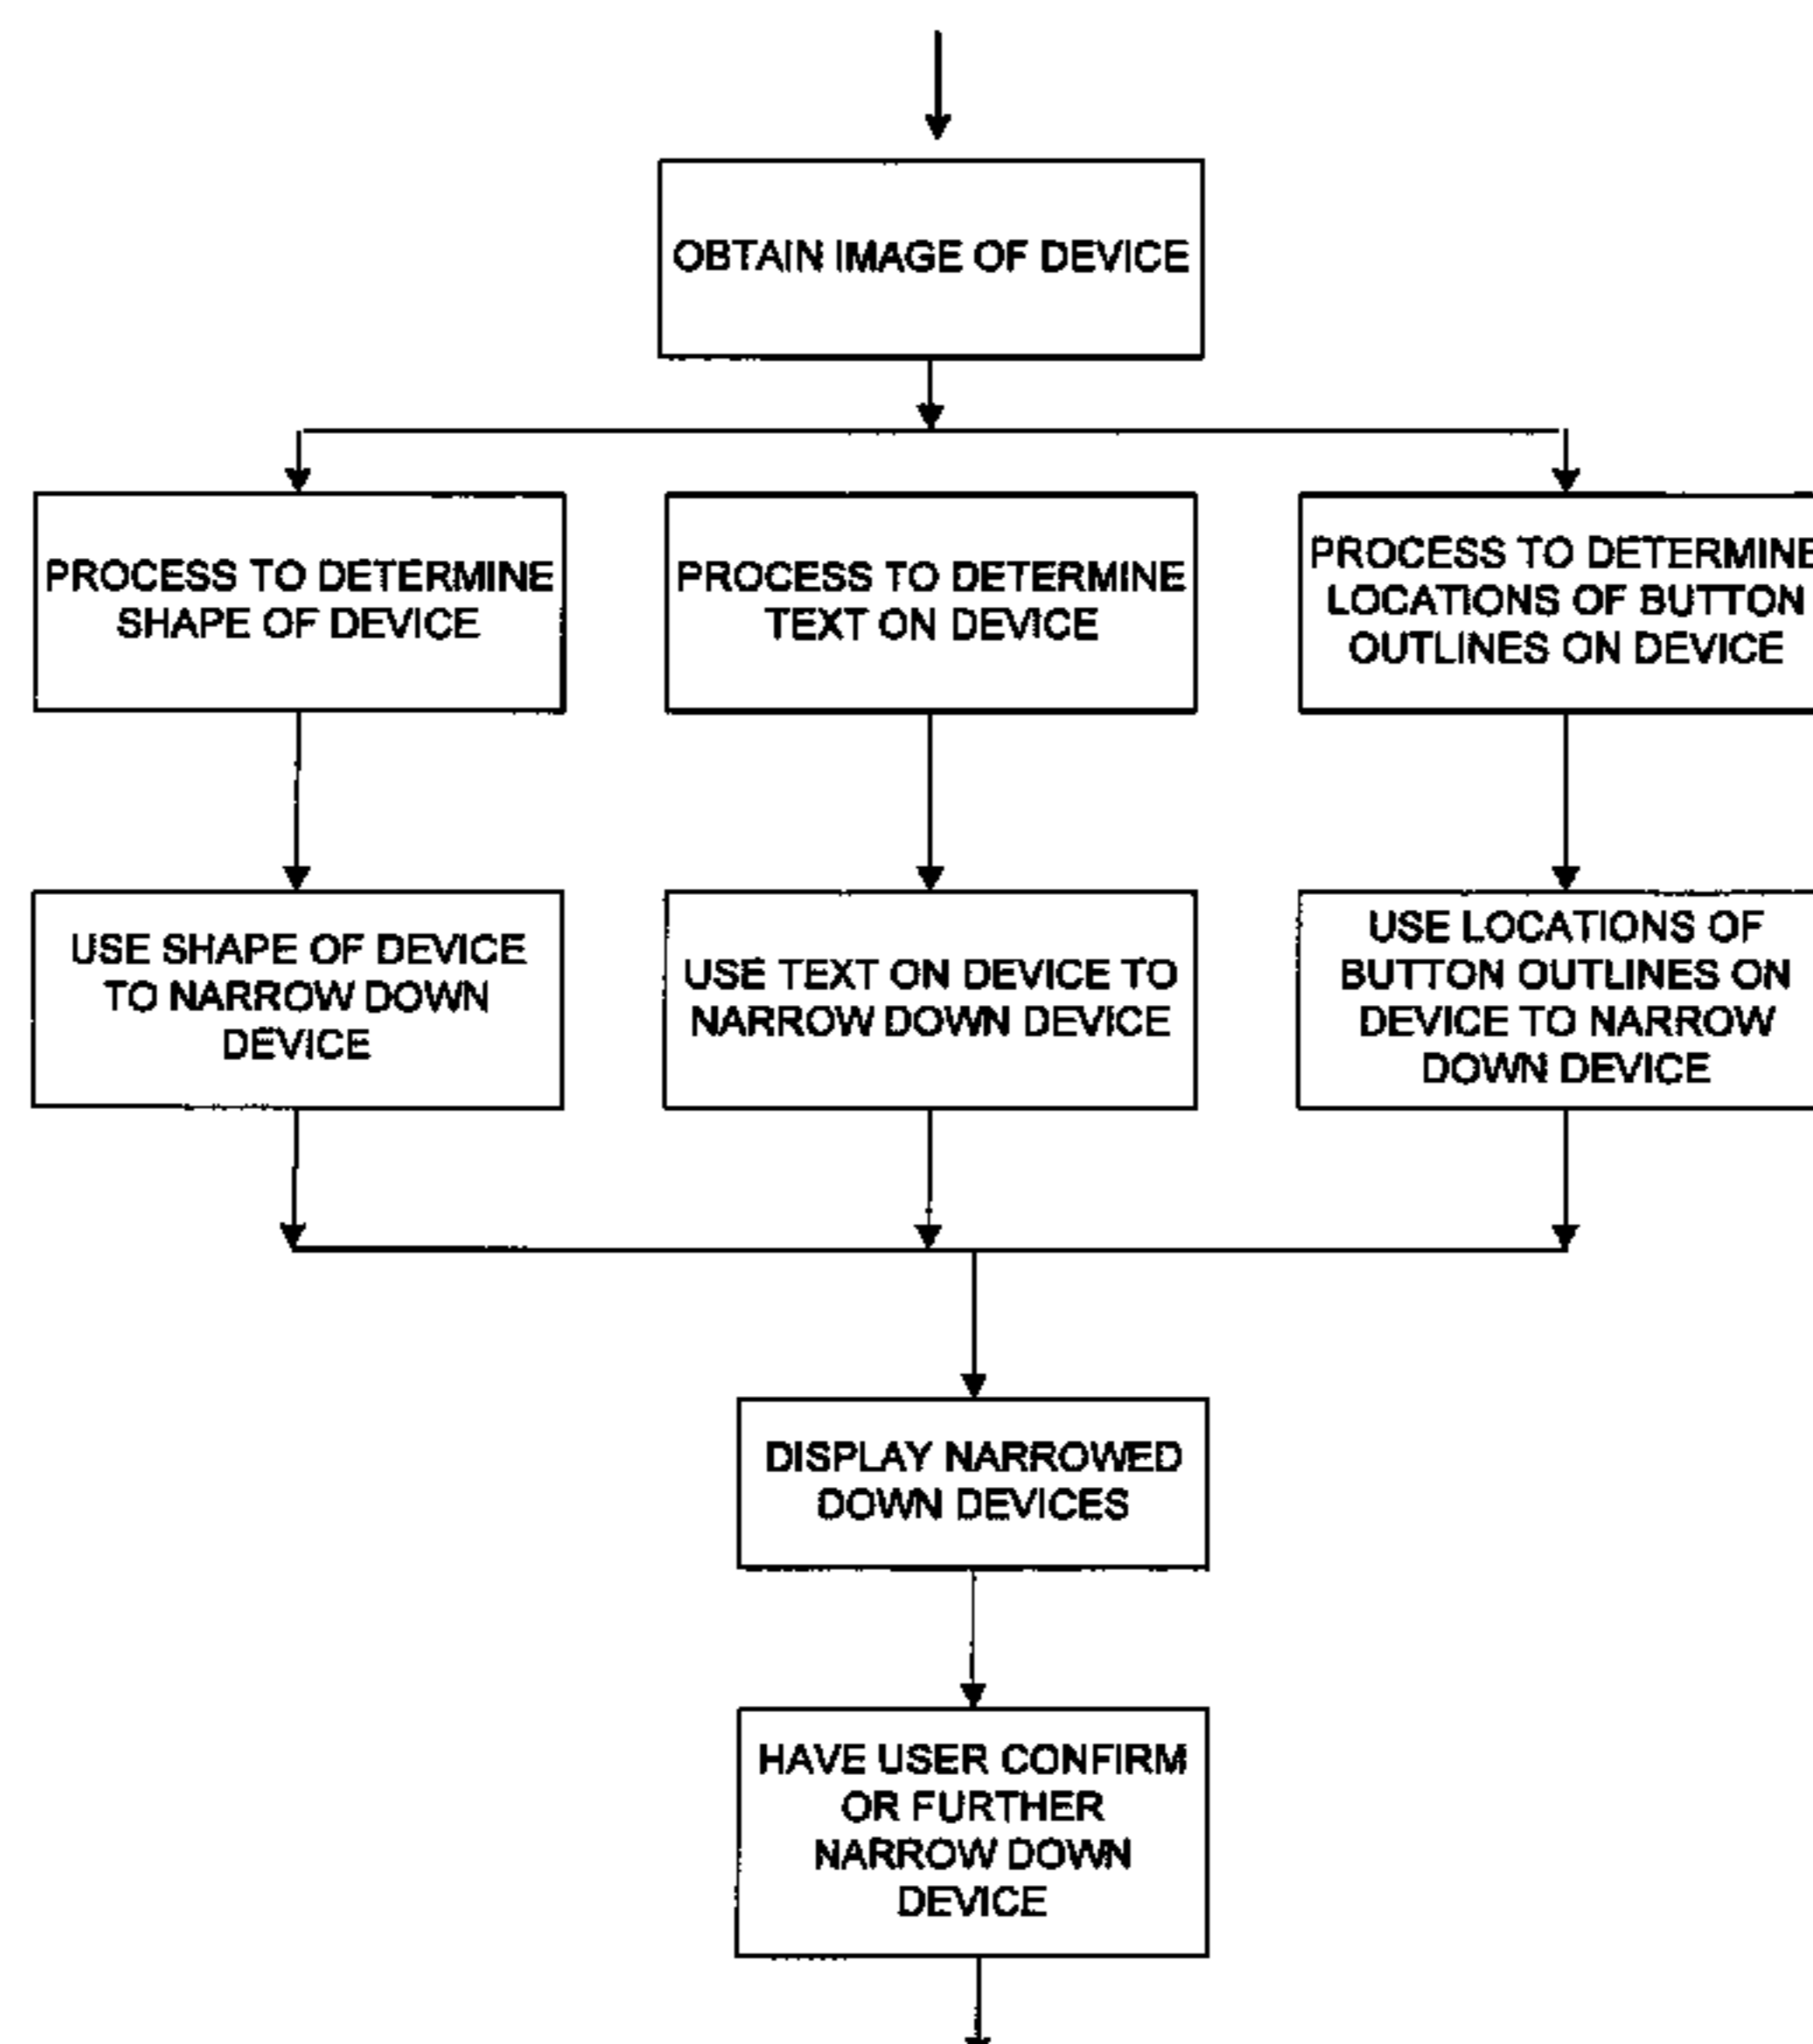 OBTAIN IMAGE OF DEVICE
PROCESS TO DETERMINE
SHAPE OF DEVICE
PROCESS TO DETERMINE
TEXT ON DEVICE
PROCESS TO DETERMINE
LOCATIONS OF BUTTON
OUTLINES ON DEVICE
USE SHAPE OF DEVICE
TO NARROW DOWN
DEVICE
USE TEXT ON DEVICE TO
NARROW DOWN DEVICE
USE LOCATIONS OF
BUTTON OUTLINES ON
DEVICE TO NARROW
DOWN DEVICE
DISPLAY NARROWED
DOWN DEVICES
HAVE USER CONFIRM
OR FURTHER
NARROW DOWN
DEVICE